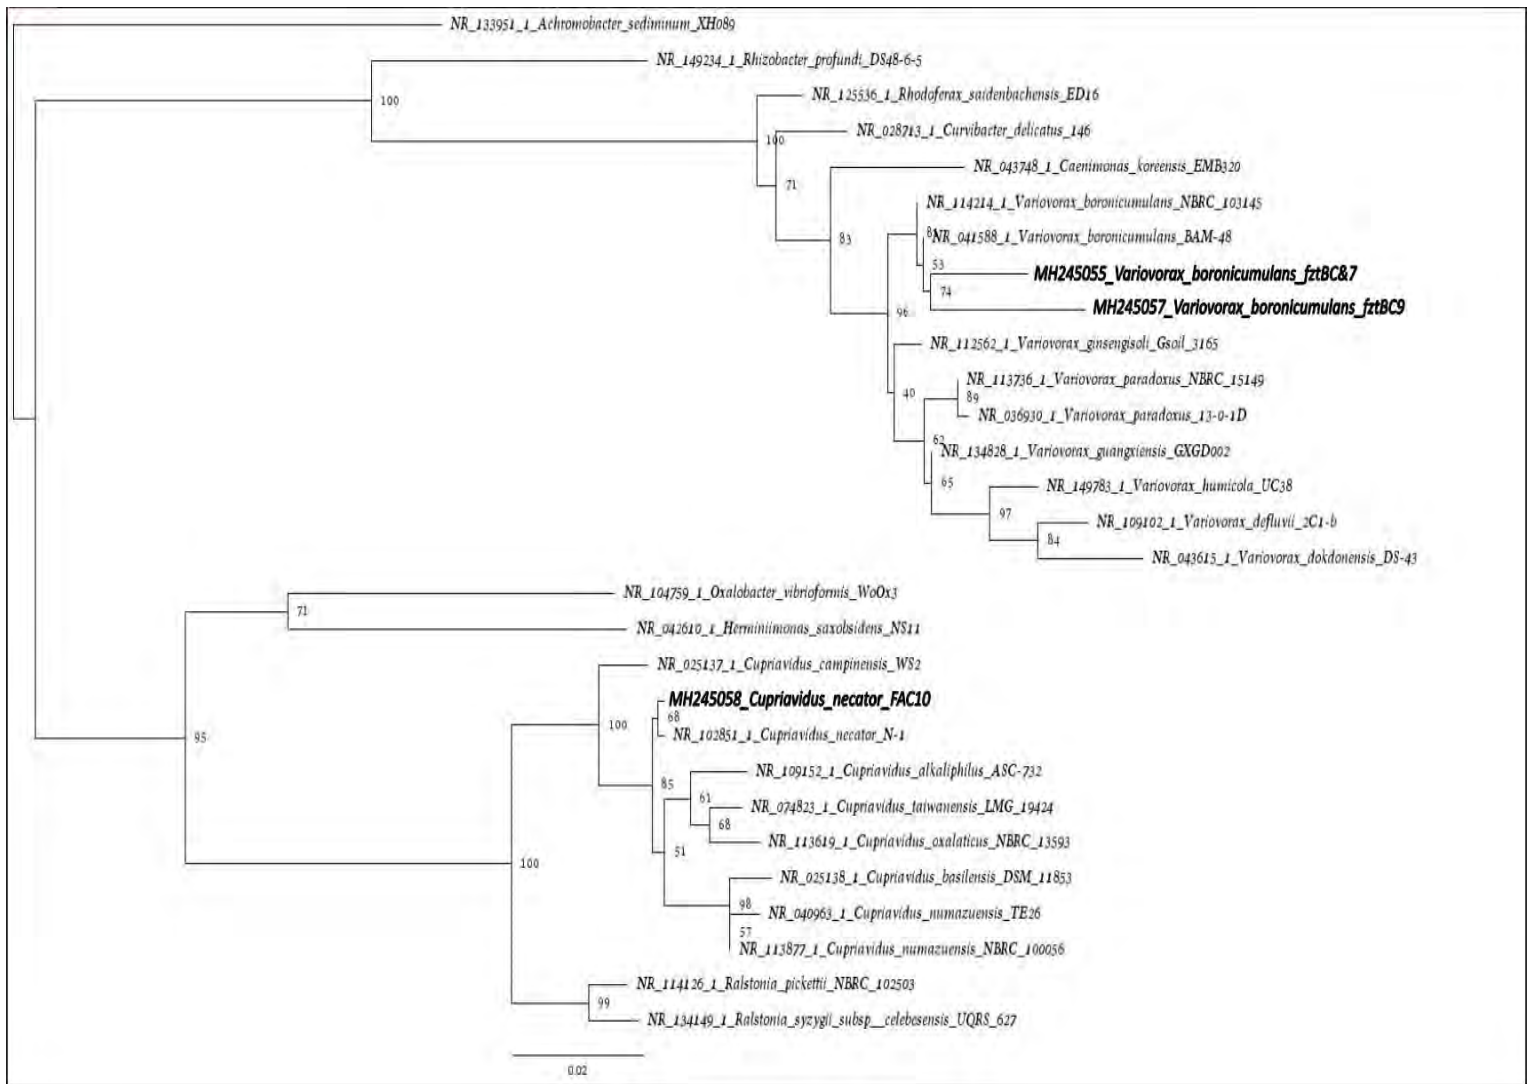 NR_133951_1_Achromobacter_sediminum_XH089
NR_149234_1_Rhizobacter_profundi_DS48-6-5
100
NR_125536_1_Rhodoferax_saidenbachensis_ED16
NR_028713_1_Curvibacter_delicatus_146
100
NR_043748_1_Caenimonas_koreensis_EMB320
71
NR_114214_1_Variovorax_boronicumulans_NBRC_103145
83
NR_041588_1_Variovorax_boronicumulans_BAM-48
53
MH245055_Variovorax_boronicumulans_fztBC&7
74
MH245057_Variovorax_boronicumulans_fztBC9
96
NR_112562_1_Variovorax_ginsengisoli_Gsoil_3165
NR_113736_1_Variovorax_paradoxus_NBRC_15149
40
89
NR_036930_1_Variovorax_paradoxus_13-0-1D
62
NR_134828_1_Variovorax_guangxiensis_GXGD002
65
NR_149783_1_Variovorax_humicola_UC38
97
NR_109102_1_Variovorax_defluvii_2C1-b
84
NR_043615_1_Variovorax_dokdonensis_DS-43
NR_104759_1_Oxalobacter_vibrioformis_WoOx3
71
NR_042610_1_Herminiimonas_saxobsidens_NS11
NR_025137_1_Cupriavidus_campinensis_WS2
MH245058_Cupriavidus_necator_FAC10
68
100
NR_102851_1_Cupriavidus_necator_N-1
95
NR_109152_1_Cupriavidus_alkaliphilus_ASC-732
85
61
NR_074823_1_Cupriavidus_taiwanensis_LMG_19424
68
NR_113619_1_Cupriavidus_oxalaticus_NBRC_13593
51
100
NR_025138_1_Cupriavidus_basilensis_DSM_11853
98
NR_040963_1_Cupriavidus_numazuensis_TE26
57
NR_113877_1_Cupriavidus_numazuensis_NBRC_100056
NR_114126_1_Ralstonia_pickettii_NBRC_102503
99
NR_134149_1_Ralstonia_syzygii_subsp__celebesensis_UQRS_627
0.02